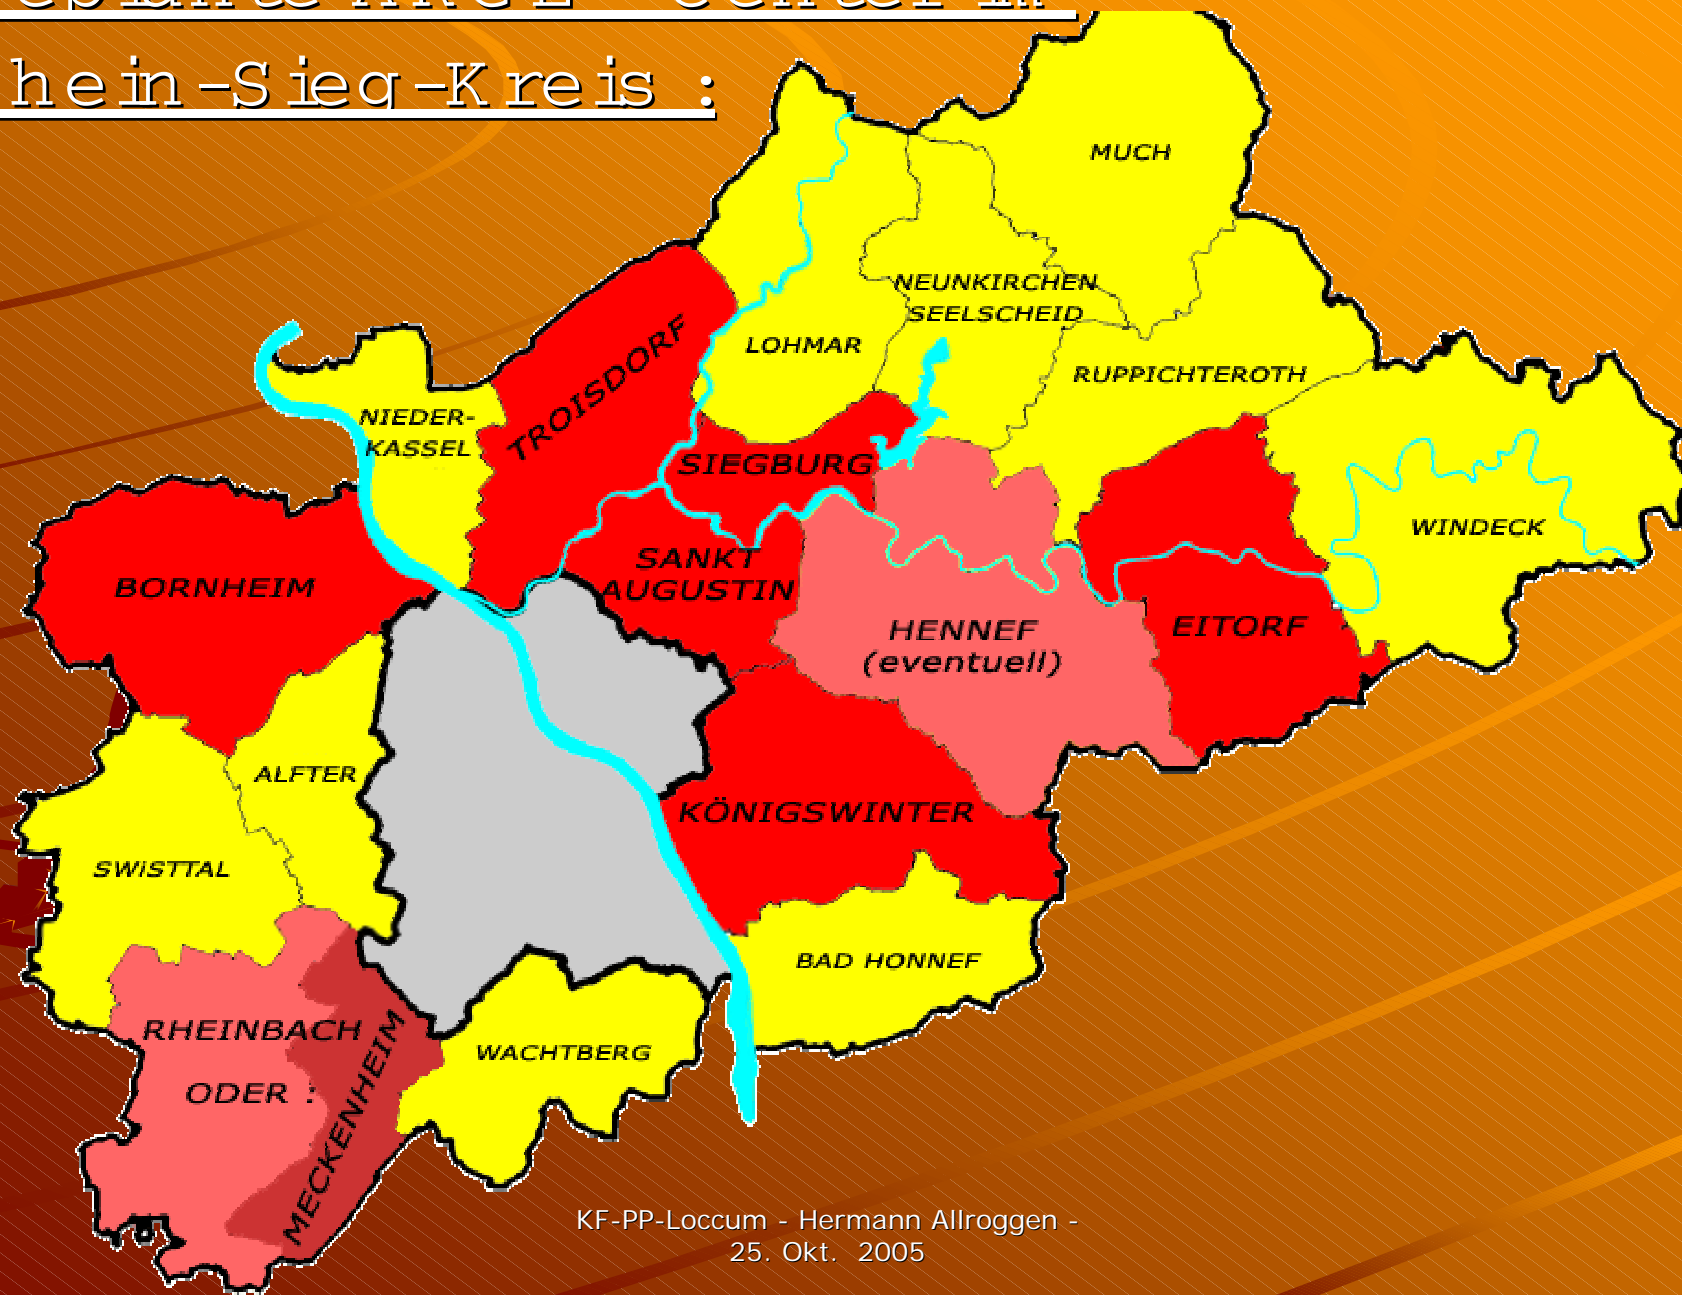 hein-Sieg-Kreis :
MUCH
NEUNKIRCHEN
SEELSCHEID
LOHMAR
RUPPICHTEROTH
TROISDORF
NIEDER-
KASSEL
SIEGBURG
WINDECK
SANKT
AUGUSTIN
BORNHEIM
HENNEF
(eventuell)
EITORF
ALFTER
KÖNIGSWINTER
SWiSTTAL
BAD HONNEF
RHEINBACH
ODER :
MECKENHEIM
WACHTBERG
KF-PP-Loccum - Hermann Allroggen -
25. Okt. 2005